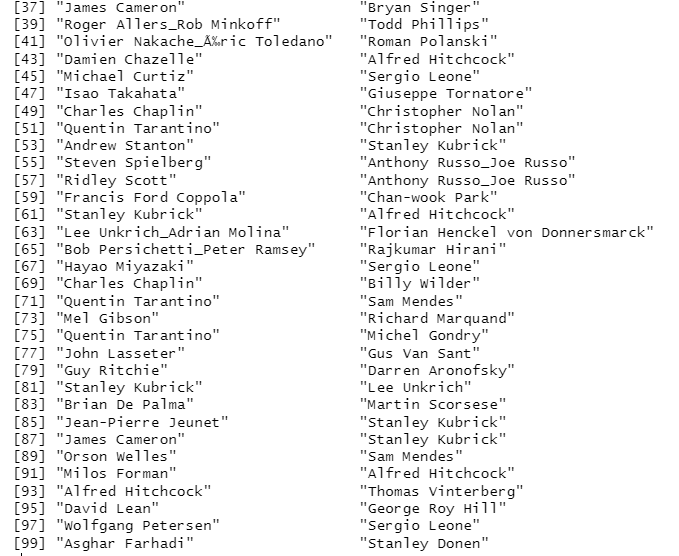 [37] "James Cameron" "Bryan Singer"
[39] "Roger Allers_Rob Minkoff" "Todd Phillips"
[41] "Olivier Nakache_Ã‰ric Toledano" "Roman Polanski"
[43] "Damien Chazelle" "Alfred Hitchcock"
[45] "Michael Curtiz" "Sergio Leone"
[47] "Isao Takahata" "Giuseppe Tornatore"
[49] "Charles Chaplin" "Christopher Nolan"
[51] "Quentin Tarantino" "Christopher Nolan"
[53] "Andrew Stanton" "Stanley Kubrick"
[55] "Steven Spielberg" "Anthony Russo_Joe Russo"
[57] "Ridley Scott" "Anthony Russo_Joe Russo"
[59] "Francis Ford Coppola" "Chan-wook Park"
[61] "Stanley Kubrick" "Alfred Hitchcock"
[63] "Lee Unkrich_Adrian Molina" "Florian Henckel von Donnersmarck"
[65] "Bob Persichetti_Peter Ramsey" "Rajkumar Hirani"
[67] "Hayao Miyazaki" "Sergio Leone"
[69] "Charles Chaplin" "Billy Wilder"
[71] "Quentin Tarantino" "Sam Mendes"
[73] "Mel Gibson" "Richard Marquand"
[75] "Quentin Tarantino" "Michel Gondry"
[77] "John Lasseter" "Gus Van Sant"
[79] "Guy Ritchie" "Darren Aronofsky"
[81] "Stanley Kubrick" "Lee Unkrich"
[83] "Brian De Palma" "Martin Scorsese"
[85] "Jean-Pierre Jeunet" "Stanley Kubrick"
[87] "James Cameron" "Stanley Kubrick"
[89] "Orson Welles" "Sam Mendes"
[91] "Milos Forman" "Alfred Hitchcock"
[93] "Alfred Hitchcock" "Thomas Vinterberg"
[95] "David Lean" "George Roy Hill"
[97] "Wolfgang Petersen" "Sergio Leone"
[99] "Asghar Farhadi" "Stanley Donen"